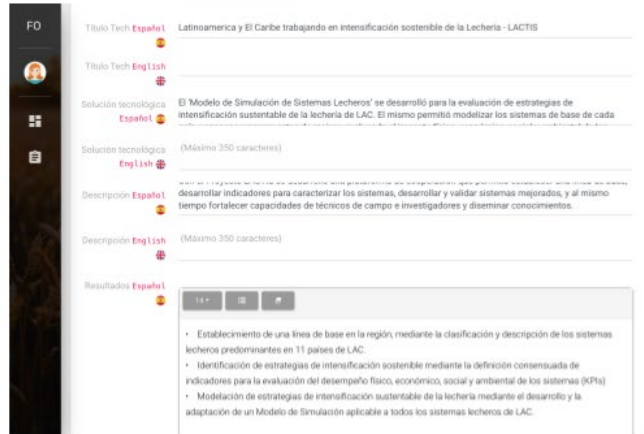 FO
Título Tech Español
Latinoamerica y El Caribe trabajando en intensificación sostenible de la Lechería - LACTIS
Título Tech English
Solución tecnológica
Español
El 'Modelo de Simulación de Sistemas Lecheros' se desarrolló para la evaluación de estrategias de
intensificación sustentable de la lechería de LAC. El mismo permitió modelizar los sistemas de base de cada
Solución tecnológica
English
(Máximo 350 caracteres)
desarrollar indicadores para caracterizar los sistemas, desarrollar y validar sistemas mejorados, y al mismo
Descripción Español
tiempo fortalecer capacidades de técnicos de campo e investigadores y diseminar conocimientos.
Descripción English
(Máximo 350 caracteres)
Resultados Español
14
• Establecimiento de una línea de base en la región, mediante la clasificación y descripción de los sistemas
lecheros predominantes en 11 países de LAC.
• Identificación de estrategias de intensificación sostenible mediante la definición consensuada de
indicadores para la evaluación del desempeño físico, económico, social y ambiental de los sistemas (KPIs)
• Modelación de estrategias de intensificación sustentable de la lechería mediante el desarrollo y la
adaptación de un Modelo de Simulación aplicable a todos los sistemas lecheros de LAC.